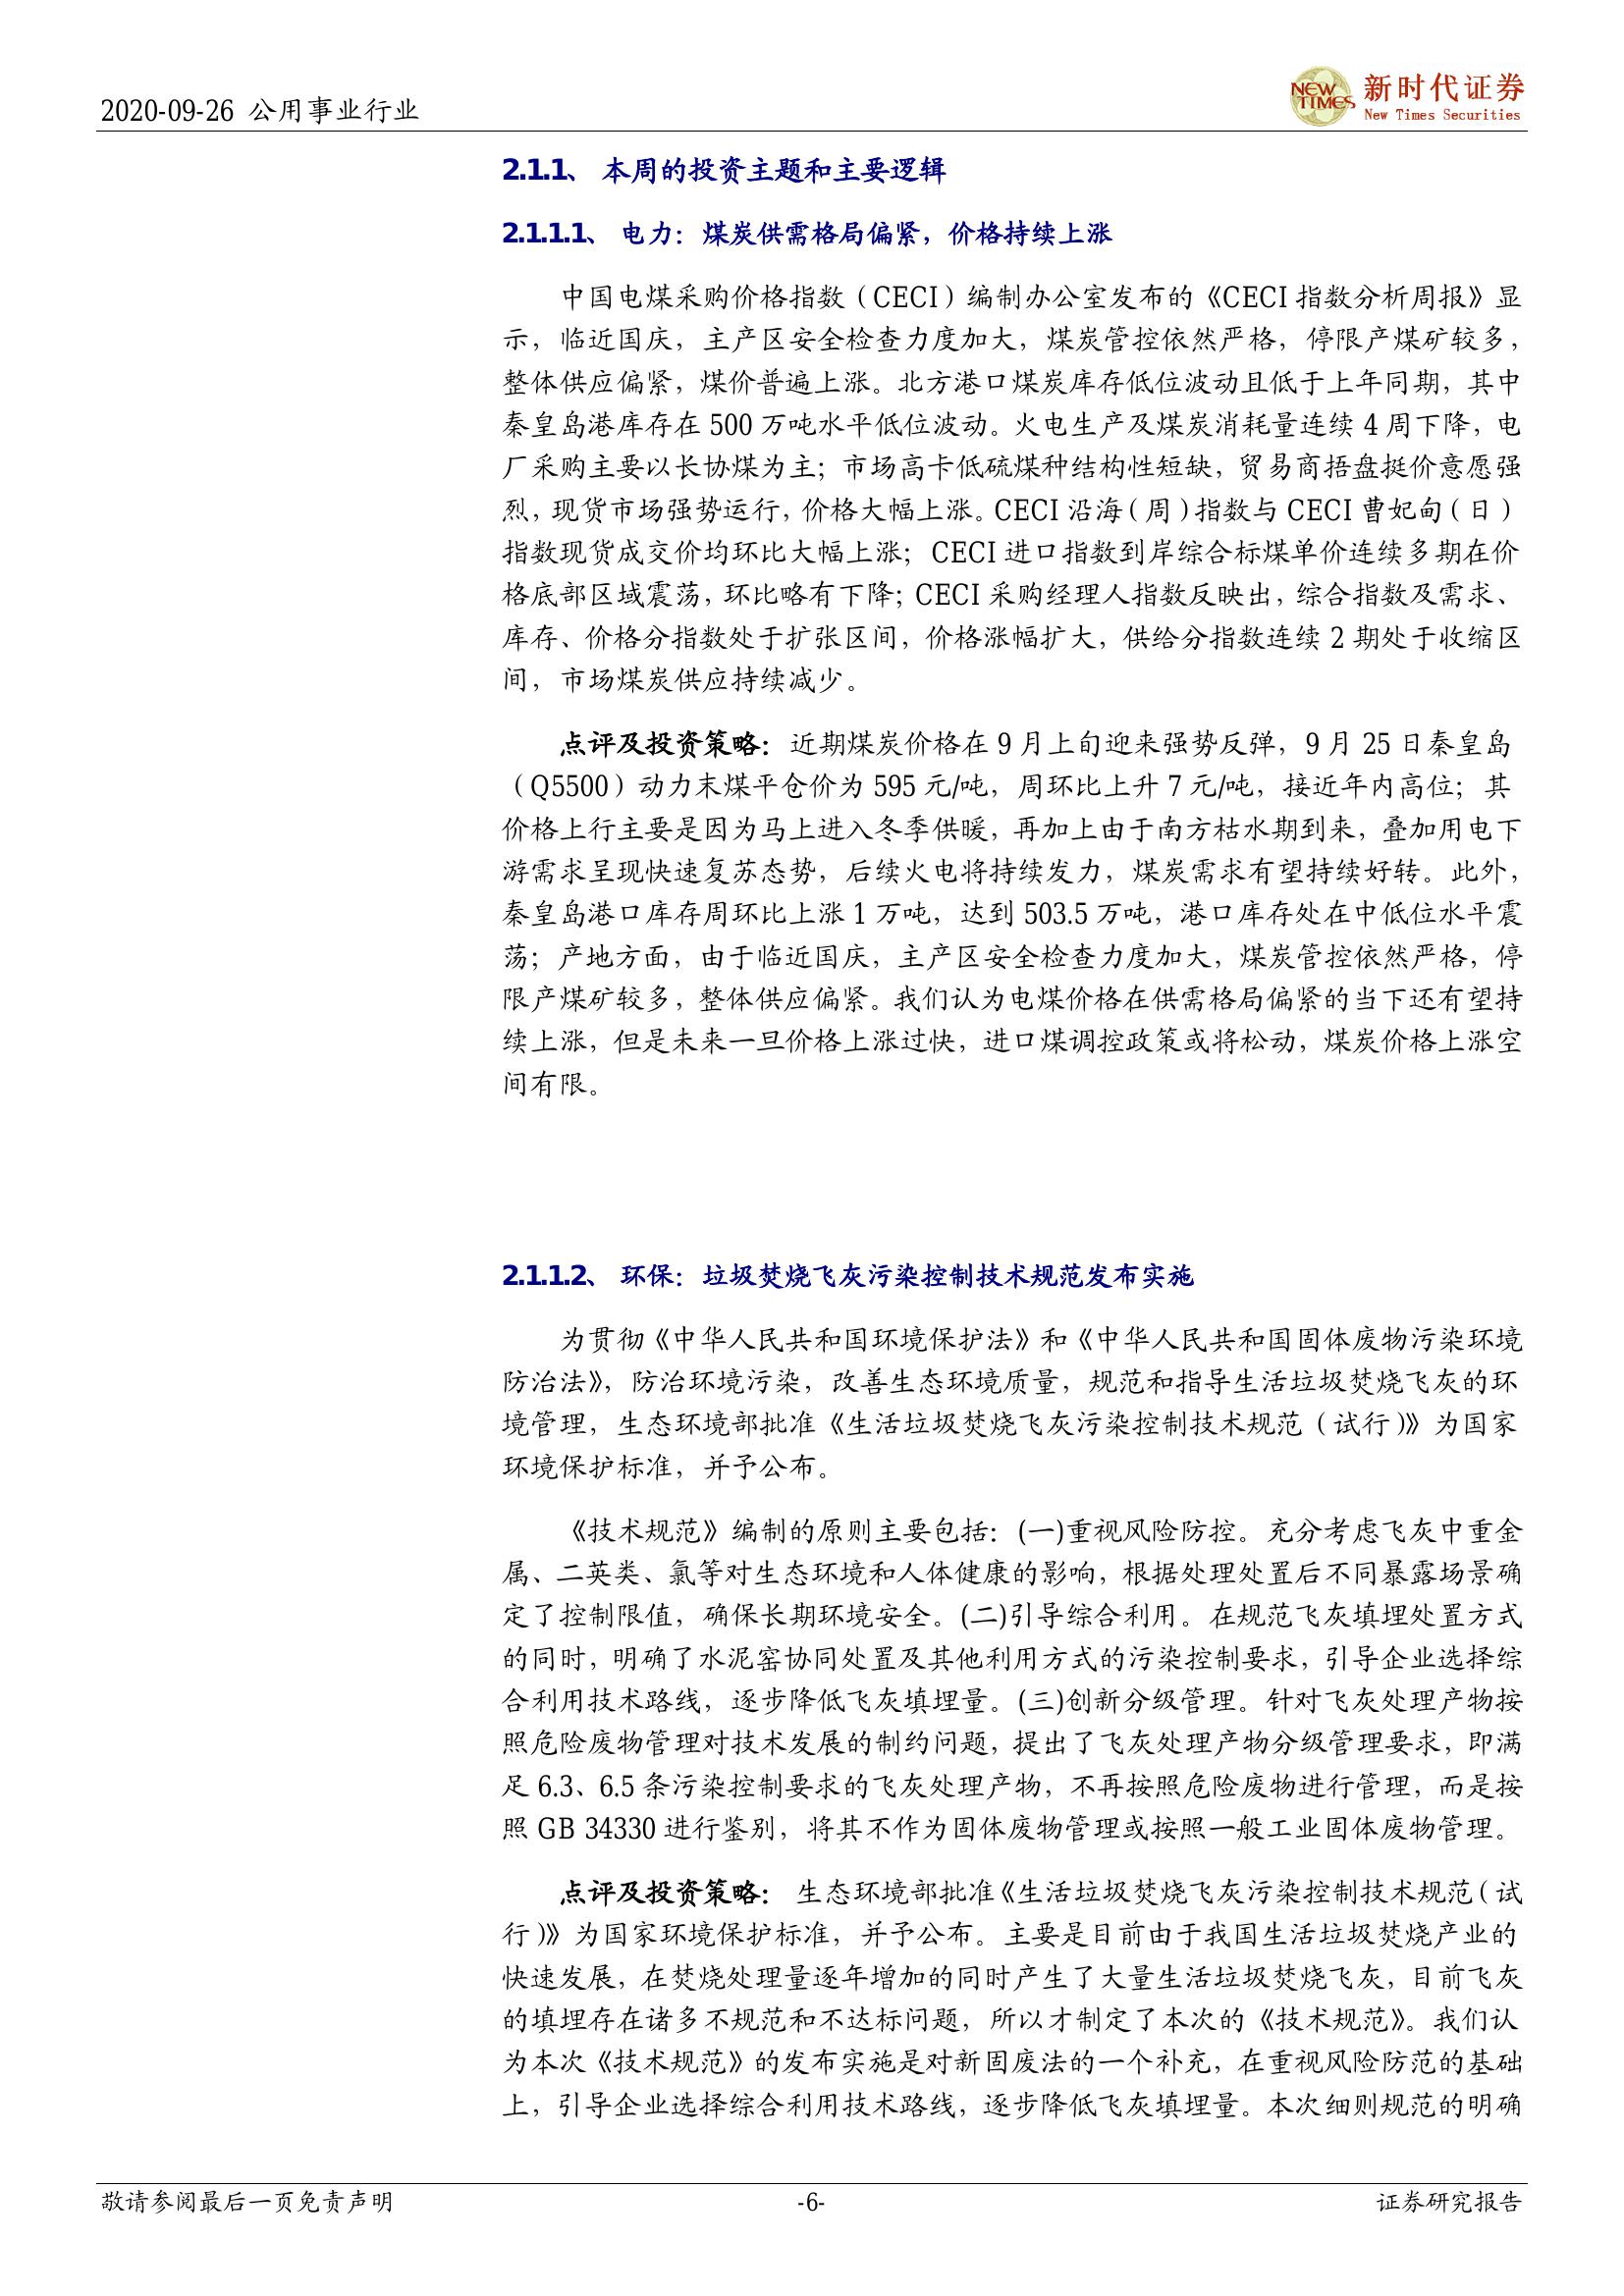 2020-09-26 公用事业行业
NEW TIMES 新时代证券
New Times Securities
2.1.1、 本周的投资主题和主要逻辑
2.1.1.1、 电力：煤炭供需格局偏紧，价格持续上涨
中国电煤采购价格指数（CECI）编制办公室发布的《CECI 指数分析周报》显
示，临近国庆，主产区安全检查力度加大，煤炭管控依然严格，停限产煤矿较多，
整体供应偏紧，煤价普遍上涨。北方港口煤炭库存低位波动且低于上年同期，其中
秦皇岛港库存在 500 万吨水平低位波动。火电生产及煤炭消耗量连续 4 周下降，电
厂采购主要以长协煤为主；市场高卡低硫煤种结构性短缺，贸易商捂盘挺价意愿强
烈，现货市场强势运行，价格大幅上涨。CECI 沿海（周）指数与 CECI 曹妃甸（日）
指数现货成交价均环比大幅上涨；CECI 进口指数到岸综合标煤单价连续多期在价
格底部区域震荡，环比略有下降；CECI 采购经理人指数反映出，综合指数及需求、
库存、价格分指数处于扩张区间，价格涨幅扩大，供给分指数连续 2 期处于收缩区
间，市场煤炭供应持续减少。
点评及投资策略：近期煤炭价格在 9 月上旬迎来强势反弹，9 月 25 日秦皇岛
（Q5500）动力末煤平仓价为 595 元/吨，周环比上升 7 元/吨，接近年内高位；其
价格上行主要是因为马上进入冬季供暖，再加上由于南方枯水期到来，叠加用电下
游需求呈现快速复苏态势，后续火电将持续发力，煤炭需求有望持续好转。此外，
秦皇岛港口库存周环比上涨 1 万吨，达到 503.5 万吨，港口库存处在中低位水平震
荡；产地方面，由于临近国庆，主产区安全检查力度加大，煤炭管控依然严格，停
限产煤矿较多，整体供应偏紧。我们认为电煤价格在供需格局偏紧的当下还有望持
续上涨，但是未来一旦价格上涨过快，进口煤调控政策或将松动，煤炭价格上涨空
间有限。
2.1.1.2、 环保：垃圾焚烧飞灰污染控制技术规范发布实施
为贯彻《中华人民共和国环境保护法》和《中华人民共和国固体废物污染环境
防治法》，防治环境污染，改善生态环境质量，规范和指导生活垃圾焚烧飞灰的环
境管理，生态环境部批准《生活垃圾焚烧飞灰污染控制技术规范（试行)》为国家
环境保护标准，并予公布。
《技术规范》编制的原则主要包括：(一)重视风险防控。充分考虑飞灰中重金
属、二英类、氯等对生态环境和人体健康的影响，根据处理处置后不同暴露场景确
定了控制限值，确保长期环境安全。(二)引导综合利用。在规范飞灰填埋处置方式
的同时，明确了水泥窑协同处置及其他利用方式的污染控制要求，引导企业选择综
合利用技术路线，逐步降低飞灰填埋量。(三)创新分级管理。针对飞灰处理产物按
照危险废物管理对技术发展的制约问题，提出了飞灰处理产物分级管理要求，即满
足 6.3、6.5 条污染控制要求的飞灰处理产物，不再按照危险废物进行管理，而是按
照 GB 34330 进行鉴别，将其不作为固体废物管理或按照一般工业固体废物管理。
点评及投资策略： 生态环境部批准《生活垃圾焚烧飞灰污染控制技术规范（试
行)》为国家环境保护标准，并予公布。主要是目前由于我国生活垃圾焚烧产业的
快速发展，在焚烧处理量逐年增加的同时产生了大量生活垃圾焚烧飞灰，目前飞灰
的填埋存在诸多不规范和不达标问题，所以才制定了本次的《技术规范》。我们认
为本次《技术规范》的发布实施是对新固废法的一个补充，在重视风险防范的基础
上，引导企业选择综合利用技术路线，逐步降低飞灰填埋量。本次细则规范的明确
敬请参阅最后一页免责声明 -6- 证券研究报告